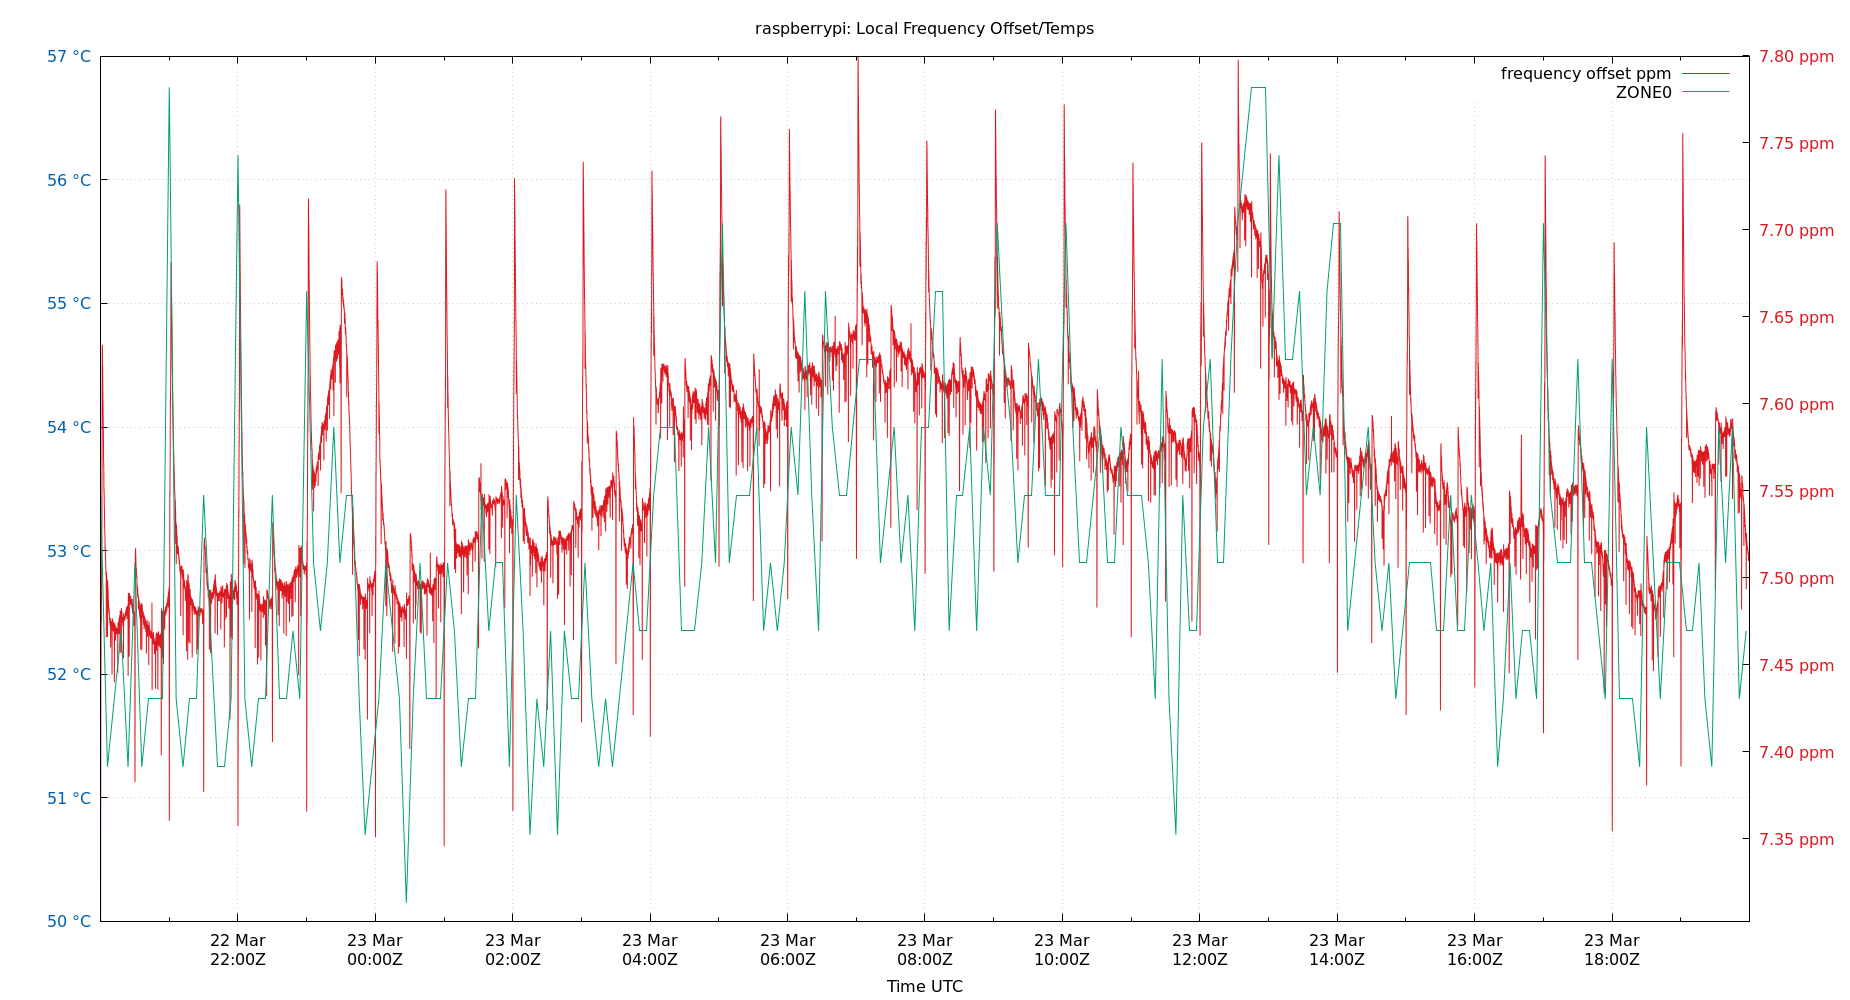 raspberrypi: Local Frequency Offset/Temps
57 °C
56 °C
55 °C
54 °C
53 °C
52 °C
51 °C
50 °C
7.80 ppm
7.75 ppm
7.70 ppm
7.65 ppm
7.60 ppm
7.55 ppm
7.50 ppm
7.45 ppm
7.40 ppm
7.35 ppm
frequency offset ppm
ZONE0
22 Mar
22:00Z
23 Mar
00:00Z
23 Mar
02:00Z
23 Mar
04:00Z
23 Mar
06:00Z
23 Mar
08:00Z
23 Mar
10:00Z
23 Mar
12:00Z
23 Mar
14:00Z
23 Mar
16:00Z
23 Mar
18:00Z
Time UTC